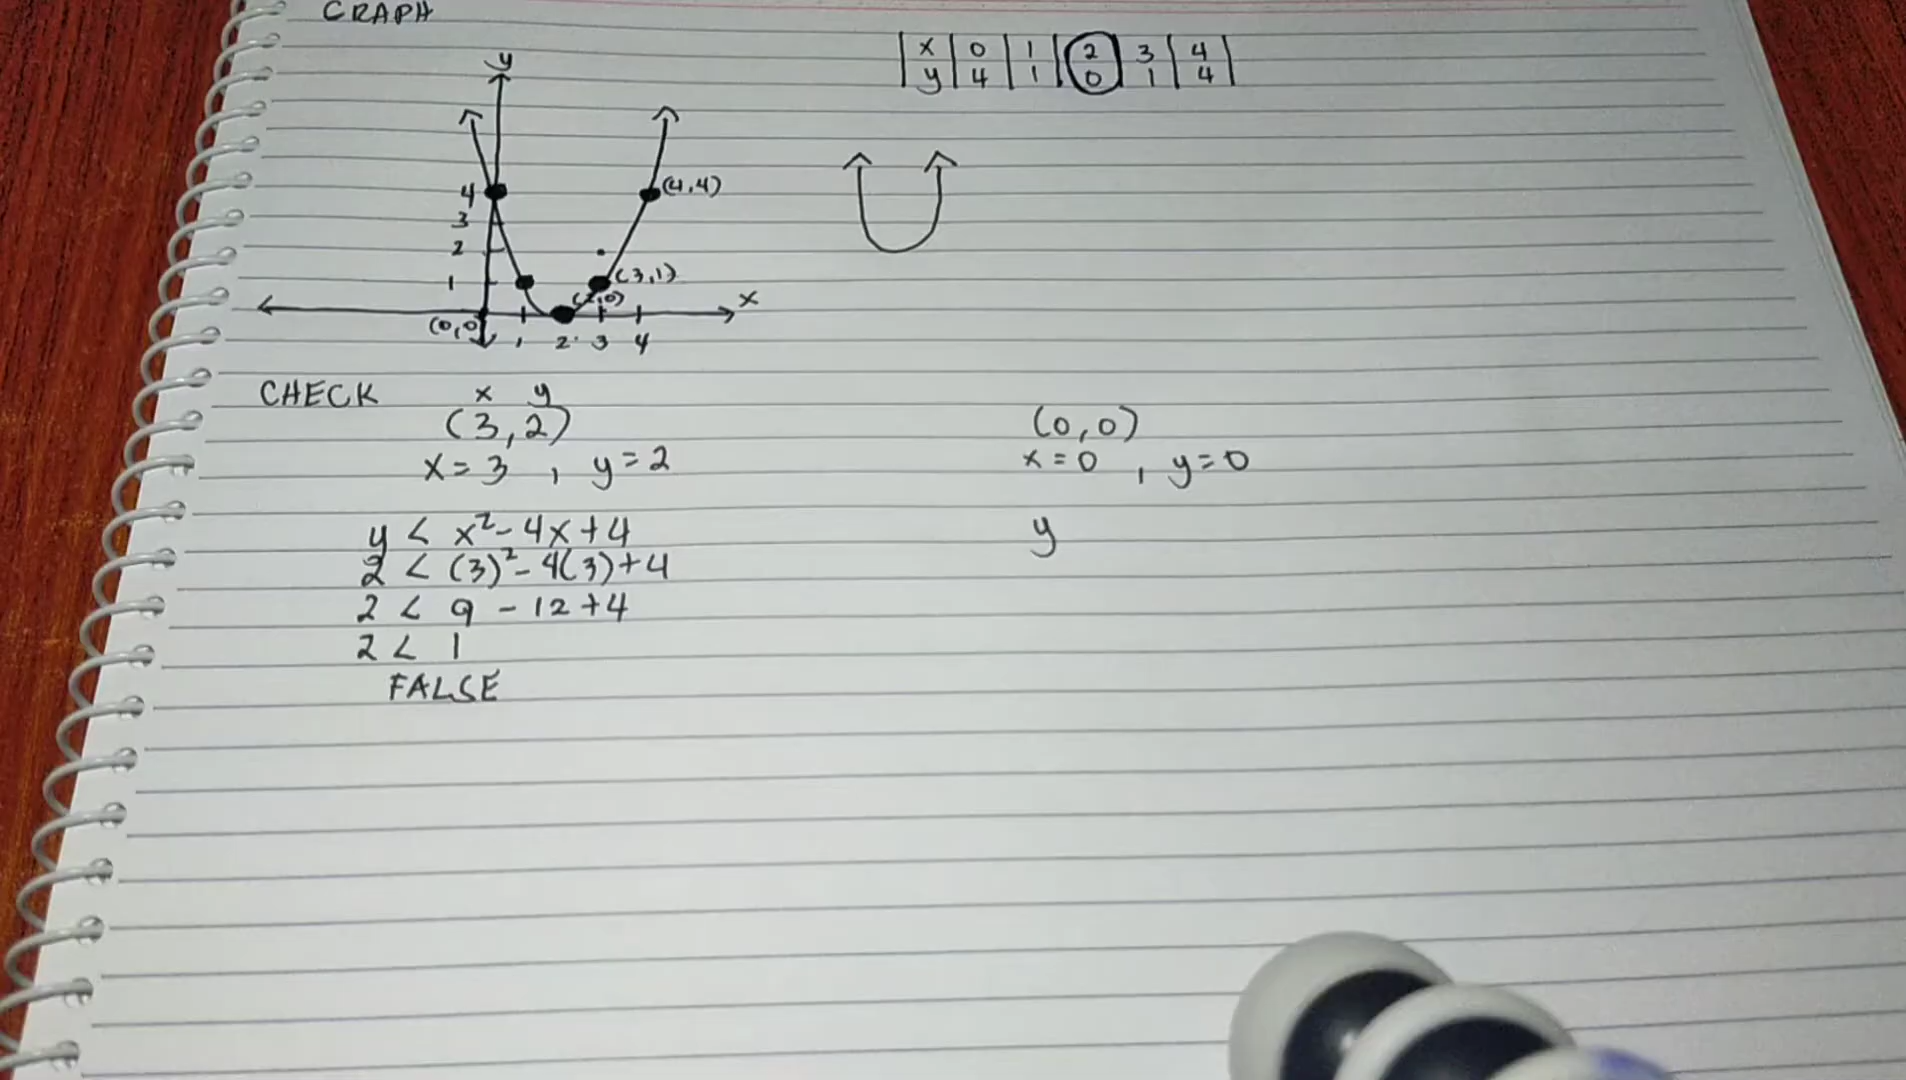 GRAPH
x 0 1 2 3 4
y 4 1 0 1 4
y
4
(4,4)
3
2
1
(3,1)
(2,0)
x
(0,0)
1 2 3 4
CHECK
x y
(3,2)
x=3, y=2
y < x²-4x+4
2 < (3)²-4(3)+4
2 < 9 - 12 +4
2 < 1
FALSE
(0,0)
x=0, y=0
y